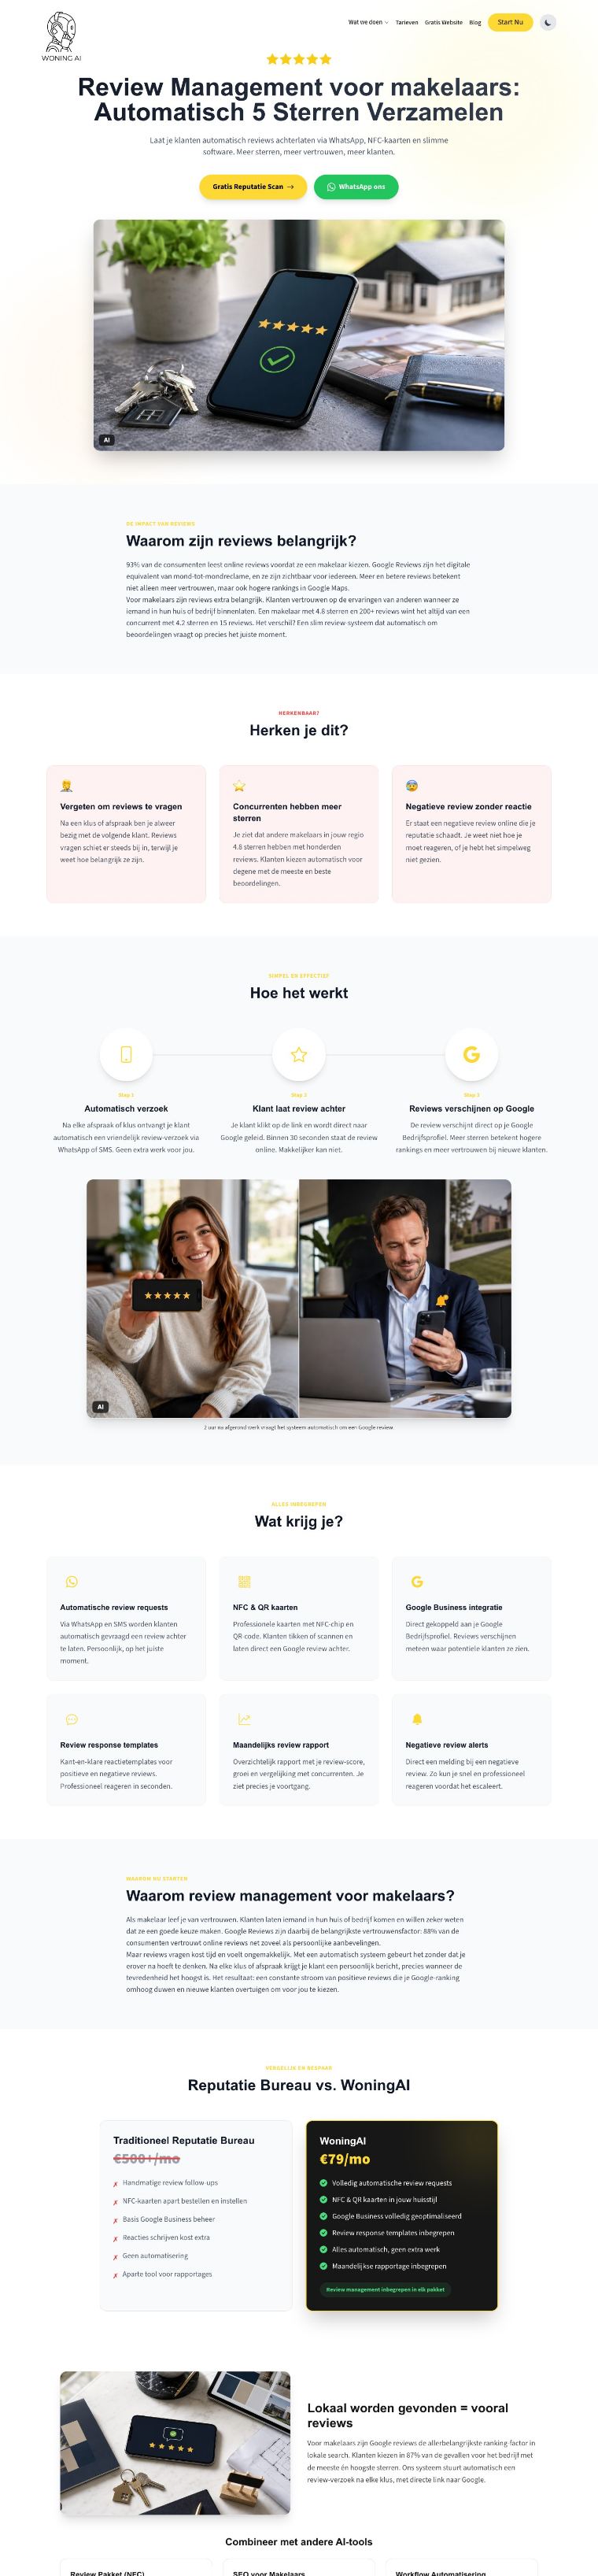 WONING AI
Wat we doen
Tarieven
Gratis Website
Blog
Start Nu
Review Management voor makelaars:
Automatisch 5 Sterren Verzamelen
Laat je klanten automatisch reviews achterlaten via WhatsApp, NFC-kaarten en slimme
software. Meer sterren, meer vertrouwen, meer klanten.
Gratis Reputatie Scan →
WhatsApp ons
AI
DE IMPACT VAN REVIEWS
Waarom zijn reviews belangrijk?
93% van de consumenten leest online reviews voordat ze een makelaar kiezen. Google Reviews zijn het digitale
equivalent van mond-tot-mondreclame, en ze zijn zichtbaar voor iedereen. Meer en betere reviews betekent
niet alleen meer vertrouwen, maar ook hogere rankings in Google Maps.
Voor makelaars zijn reviews extra belangrijk. Klanten vertrouwen op de ervaringen van anderen wanneer ze
iemand in hun huis of bedrijf binnenlaten. Een makelaar met 4.8 sterren en 200+ reviews wint het altijd van een
concurrent met 4.2 sterren en 15 reviews. Het verschil? Een slim review-systeem dat automatisch om
beoordelingen vraagt op precies het juiste moment.
HERKENBAAR?
Herken je dit?
Vergeten om reviews te vragen
Na een klus of afspraak ben je alweer
bezig met de volgende klant. Reviews
vragen schiet er steeds bij in, terwijl je
weet hoe belangrijk ze zijn.
Concurrenten hebben meer
sterren
Je ziet dat andere makelaars in jouw regio
4.8 sterren hebben met honderden
reviews. Klanten kiezen automatisch voor
degene met de meeste en beste
beoordelingen.
Negatieve review zonder reactie
Er staat een negatieve review online die je
reputatie schaadt. Je weet niet hoe je
moet reageren, of je hebt het simpelweg
niet gezien.
SIMPEL EN EFFECTIEF
Hoe het werkt
Stap 1
Automatisch verzoek
Na elke afspraak of klus ontvangt je klant
automatisch een vriendelijk review-verzoek via
WhatsApp of SMS. Geen extra werk voor jou.
Stap 2
Klant laat review achter
Je klant klikt op de link en wordt direct naar
Google geleid. Binnen 30 seconden staat de review
online. Makkelijker kan niet.
Stap 3
Reviews verschijnen op Google
De review verschijnt direct op je Google
Bedrijfsprofiel. Meer sterren betekent hogere
rankings en meer vertrouwen bij nieuwe klanten.
AI
2 uur na afgerond werk vraagt het systeem automatisch om een Google review
ALLES INBEGREPEN
Wat krijg je?
Automatische review requests
Via WhatsApp en SMS worden klanten
automatisch gevraagd een review achter
te laten. Persoonlijk, op het juiste
moment.
NFC & QR kaarten
Professionele kaarten met NFC-chip en
QR-code. Klanten tikken of scannen en
laten direct een Google review achter.
Google Business integratie
Direct gekoppeld aan je Google
Bedrijfsprofiel. Reviews verschijnen
meteen waar potentiele klanten ze zien.
Review response templates
Kant-en-klare reactietemplates voor
positieve en negatieve reviews.
Professioneel reageren in seconden.
Maandelijks review rapport
Overzichtelijk rapport met je review-score,
groei en vergelijking met concurrenten. Je
ziet precies je voortgang.
Negatieve review alerts
Direct een melding bij een negatieve
review. Zo kun je snel en professioneel
reageren voordat het escaleert.
WAAROM NU STARTEN
Waarom review management voor makelaars?
Als makelaar leef je van vertrouwen. Klanten laten iemand in hun huis of bedrijf komen en willen zeker weten
dat ze een goede keuze maken. Google Reviews zijn daarbij de belangrijkste vertrouwensfactor: 88% van de
consumenten vertrouwt online reviews net zoveel als persoonlijke aanbevelingen.
Maar reviews vragen kost tijd en voelt ongemakkelijk. Met een automatisch systeem gebeurt het zonder dat je
erover na hoeft te denken. Na elke klus of afspraak krijgt je klant een persoonlijk bericht, precies wanneer de
tevredenheid het hoogst is. Het resultaat: een constante stroom van positieve reviews die je Google-ranking
omhoog duwen en nieuwe klanten overtuigen om voor jou te kiezen.
VERGELIJK EN BESPAAR
Reputatie Bureau vs. WoningAI
Traditioneel Reputatie Bureau
€500+/mo
Handmatige review follow-ups
NFC-kaarten apart bestellen en instellen
Basis Google Business beheer
Reacties schrijven kost extra
Geen automatisering
Aparte tool voor rapportages
WoningAI
€79/mo
Volledig automatische review requests
NFC & QR kaarten in jouw huisstijl
Google Business volledig geoptimaliseerd
Review response templates inbegrepen
Alles automatisch, geen extra werk
Maandelijkse rapportage inbegrepen
Review management inbegrepen in elk pakket
Lokaal worden gevonden = vooral
reviews
Voor makelaars zijn Google reviews de allerbelangrijkste ranking-factor in
lokale search. Klanten kiezen in 87% van de gevallen voor het bedrijf met
de meeste én hoogste sterren. Ons systeem stuurt automatisch een
review-verzoek na elke klus, met directe link naar Google.
Combineer met andere AI-tools
Review Pakket (NFC)
SEO voor Makelaars
Workflow Automatisering